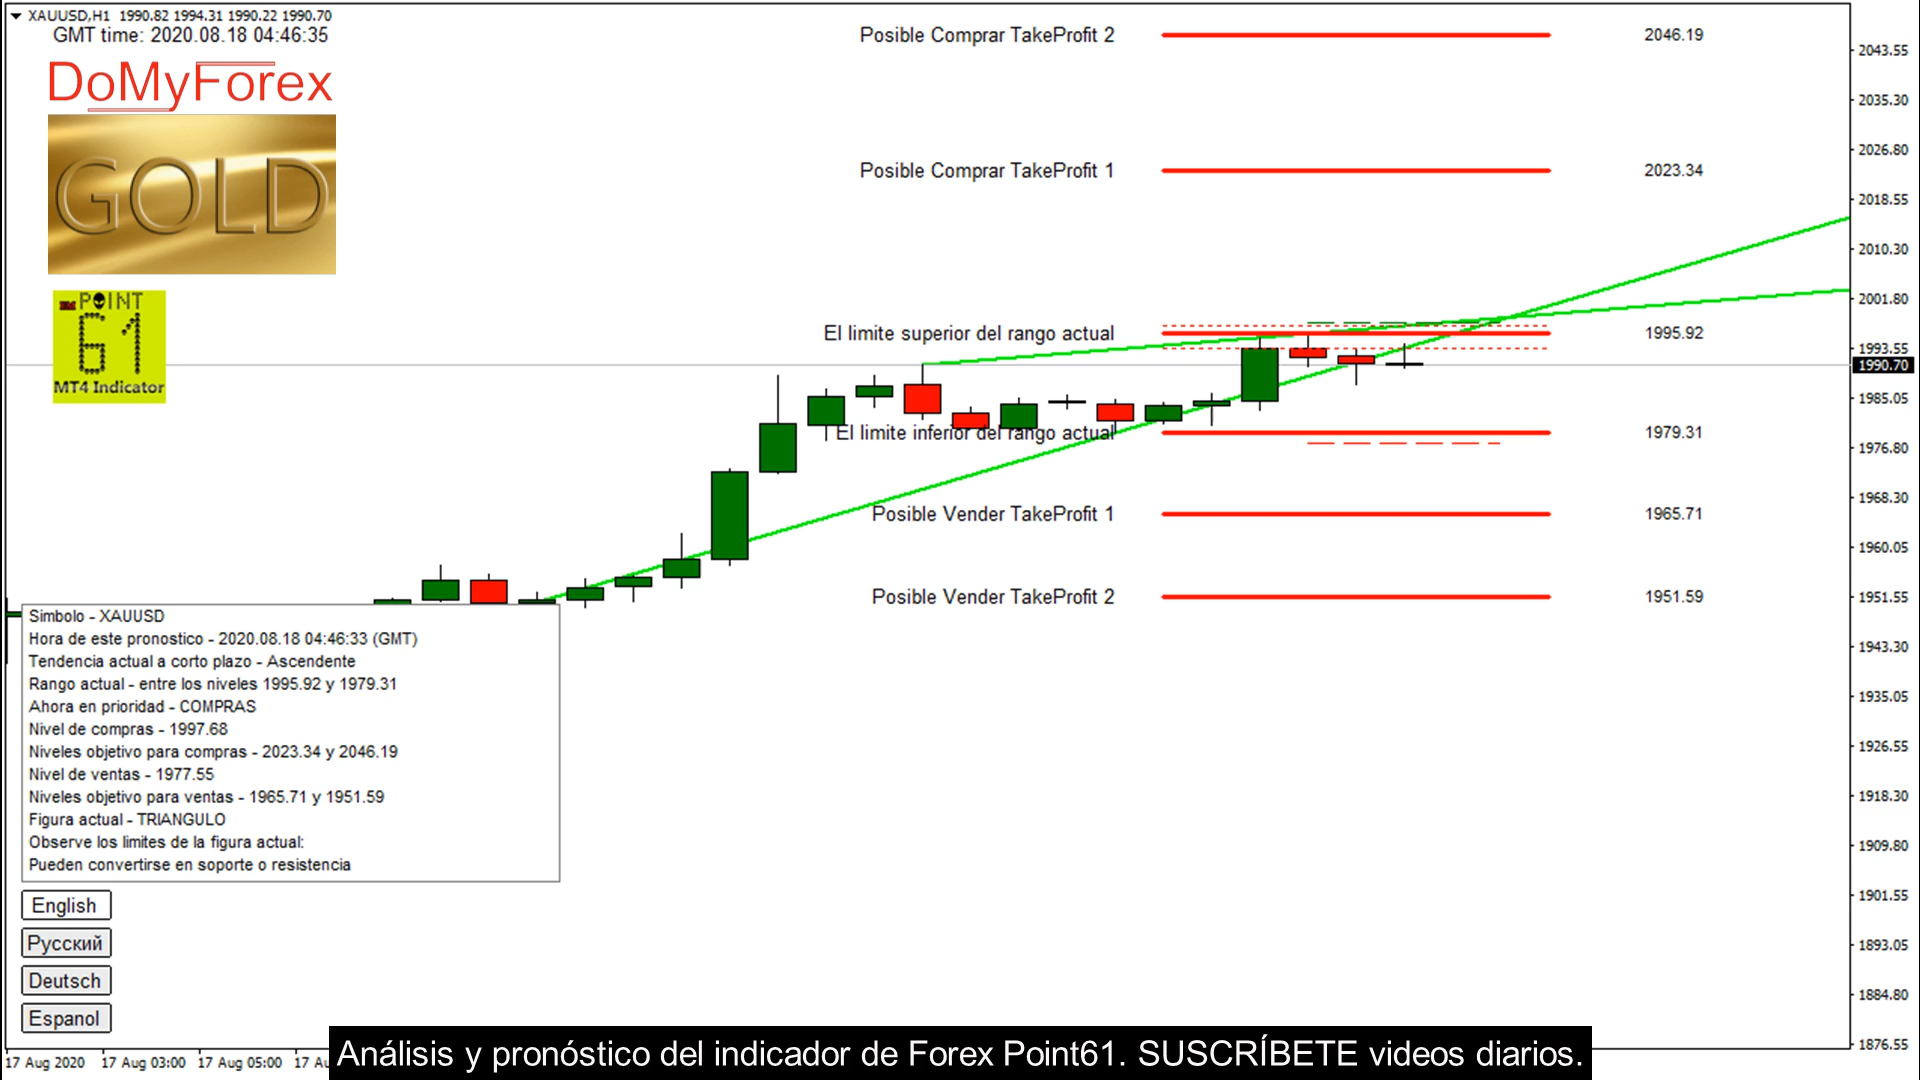 XAUUSD,H1 1990.82 1994.31 1990.22 1990.70
GMT time: 2020.08.18 04:46:35
DoMyForex
GOLD
POINT
61
MT4 Indicator
Posible Comprar TakeProfit 2 2046.19
Posible Comprar TakeProfit 1 2023.34
El limite superior del rango actual 1995.92
El limite inferior del rango actual 1979.31
Posible Vender TakeProfit 1 1965.71
Posible Vender TakeProfit 2 1951.59
2043.55
2035.30
2026.80
2018.55
2010.30
2001.80
1993.55
1990.70
1985.05
1976.80
1968.30
1960.05
1951.55
1943.30
1935.05
1926.55
1918.30
1909.80
1901.55
1893.05
1884.80
1876.55
Simbolo - XAUUSD
Hora de este pronostico - 2020.08.18 04:46:33 (GMT)
Tendencia actual a corto plazo - Ascendente
Rango actual - entre los niveles 1995.92 y 1979.31
Ahora en prioridad - COMPRAS
Nivel de compras - 1997.68
Niveles objetivo para compras - 2023.34 y 2046.19
Nivel de ventas - 1977.55
Niveles objetivo para ventas - 1965.71 y 1951.59
Figura actual - TRIANGULO
Observe los limites de la figura actual:
Pueden convertirse en soporte o resistencia
English
Русский
Deutsch
Espanol
17 Aug 2020 17 Aug 03:00 17 Aug 05:00 17
Análisis y pronóstico del indicador de Forex Point61. SUSCRÍBETE videos diarios.